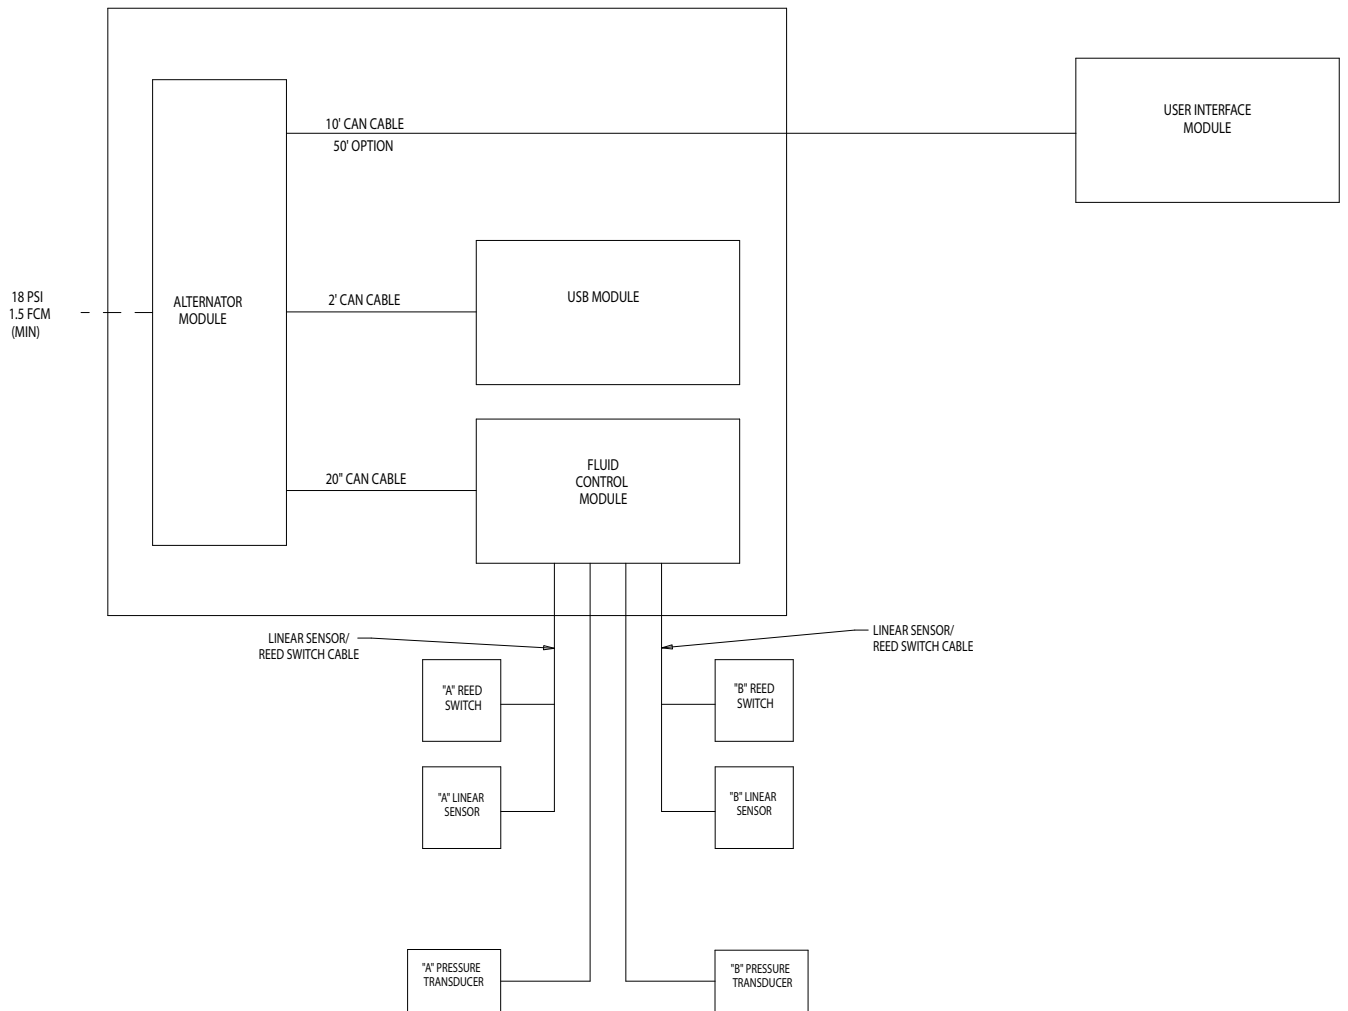 10' CAN CABLE
50' OPTION
USER INTERFACE
MODULE
18 PSI
1.5 FCM
(MIN)
ALTERNATOR
MODULE
2' CAN CABLE
USB MODULE
20" CAN CABLE
FLUID
CONTROL
MODULE
LINEAR SENSOR/
REED SWITCH CABLE
LINEAR SENSOR/
REED SWITCH CABLE
"A" REED
SWITCH
"B" REED
SWITCH
"A" LINEAR
SENSOR
"B" LINEAR
SENSOR
"A" PRESSURE
TRANSDUCER
"B" PRESSURE
TRANSDUCER